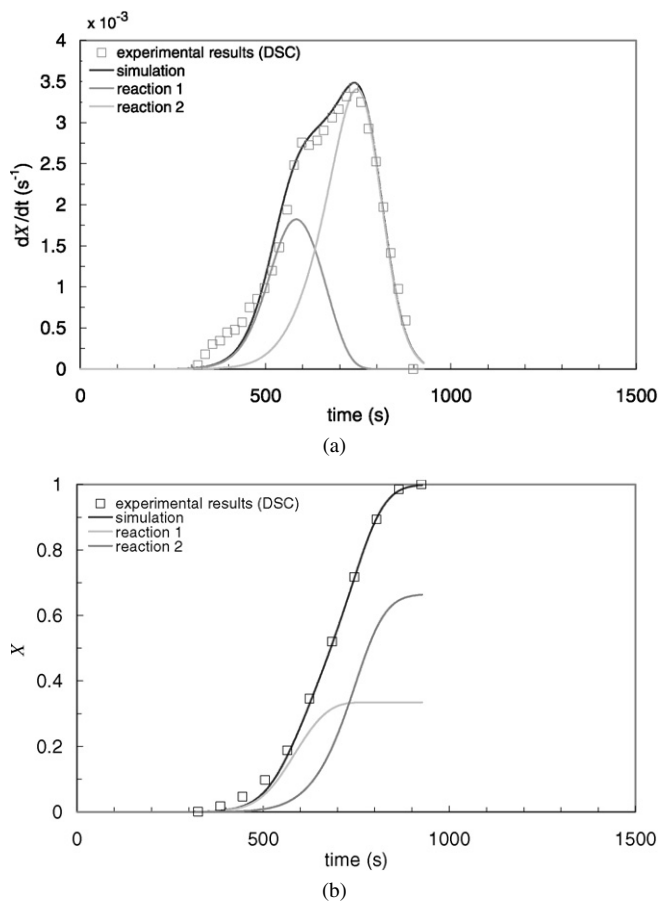 × 10⁻³
4
3.5
3
2.5
2
1.5
1
0.5
0
dX/dt (s⁻¹)
experimental results (DSC)
simulation
reaction 1
reaction 2
0 500 1000 1500
time (s)
(a)
1
0.8
0.6
0.4
0.2
0
X
experimental results (DSC)
simulation
reaction 1
reaction 2
0 500 1000 1500
time (s)
(b)